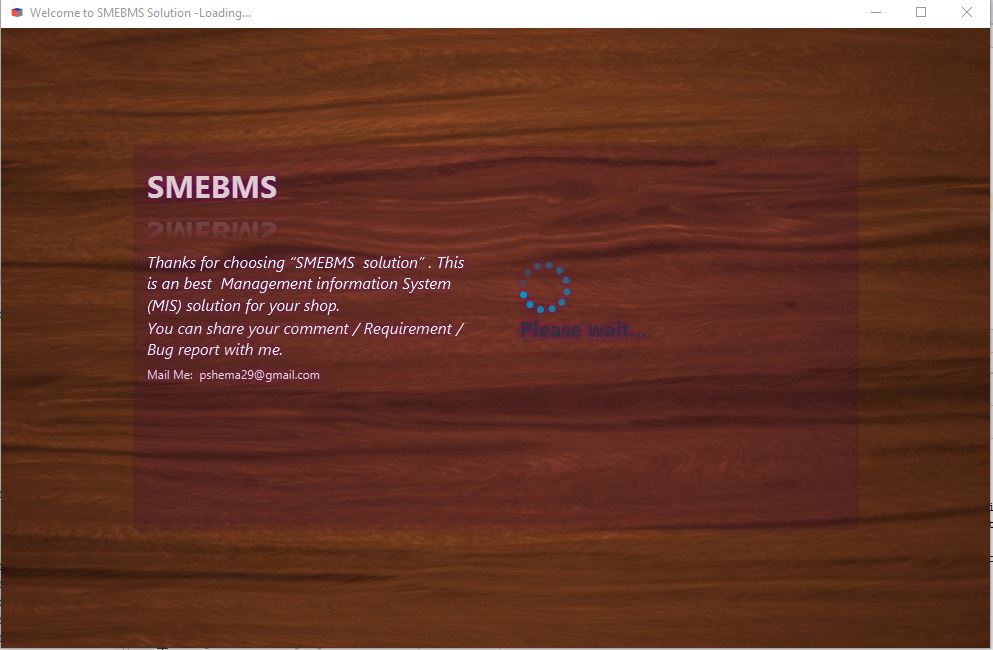 Welcome to SMEBMS Solution -Loading...
SMEBMS
Thanks for choosing “SMEBMS solution” . This
is an best Management information System
(MIS) solution for your shop.
You can share your comment / Requirement /
Bug report with me.
Mail Me: pshema29@gmail.com
Please wait...